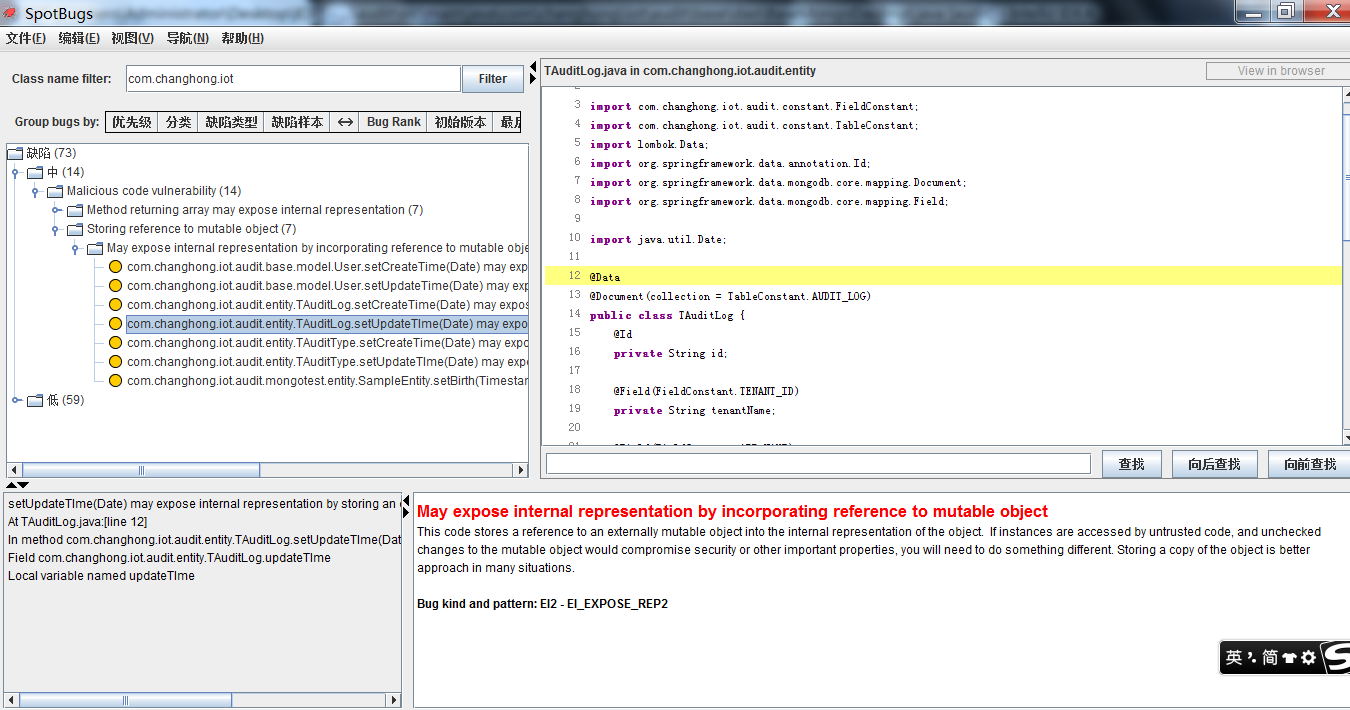 SpotBugs
文件(F) 编辑(E) 视图(V) 导航(N) 帮助(H)
Class name filter: com.changhong.iot Filter
Group bugs by: 优先级 分类 缺陷类型 缺陷样本 Bug Rank 初始版本
缺陷 (73)
中 (14)
Malicious code vulnerability (14)
Method returning array may expose internal representation (7)
Storing reference to mutable object (7)
May expose internal representation by incorporating reference to mutable obje
com.changhong.iot.audit.base.model.User.setCreateTime(Date) may exp
com.changhong.iot.audit.base.model.User.setUpdateTime(Date) may exp
com.changhong.iot.audit.entity.TAuditLog.setCreateTime(Date) may expos
com.changhong.iot.audit.entity.TAuditLog.setUpdateTIme(Date) may expo
com.changhong.iot.audit.entity.TAuditType.setCreateTime(Date) may expo
com.changhong.iot.audit.entity.TAuditType.setUpdateTIme(Date) may expo
com.changhong.iot.audit.mongotest.entity.SampleEntity.setBirth(Timestar
低 (59)
TAuditLog.java in com.changhong.iot.audit.entity View in browser
3 import com.changhong.iot.audit.constant.FieldConstant;
4 import com.changhong.iot.audit.constant.TableConstant;
5 import lombok.Data;
6 import org.springframework.data.annotation.Id;
7 import org.springframework.data.mongodb.core.mapping.Document;
8 import org.springframework.data.mongodb.core.mapping.Field;
9
10 import java.util.Date;
11
12 @Data
13 @Document(collection = TableConstant.AUDIT_LOG)
14 public class TAuditLog {
15 @Id
16 private String id;
17
18 @Field(FieldConstant.TENANT_ID)
19 private String tenantName;
20
查找 向后查找 向前查找
setUpdateTIme(Date) may expose internal representation by storing an
At TAuditLog.java:[line 12]
In method com.changhong.iot.audit.entity.TAuditLog.setUpdateTIme(Dat
Field com.changhong.iot.audit.entity.TAuditLog.updateTIme
Local variable named updateTIme
May expose internal representation by incorporating reference to mutable object
This code stores a reference to an externally mutable object into the internal representation of the object. If instances are accessed by untrusted code, and unchecked
changes to the mutable object would compromise security or other important properties, you will need to do something different. Storing a copy of the object is better
approach in many situations.
Bug kind and pattern: EI2 - EI_EXPOSE_REP2
英 简